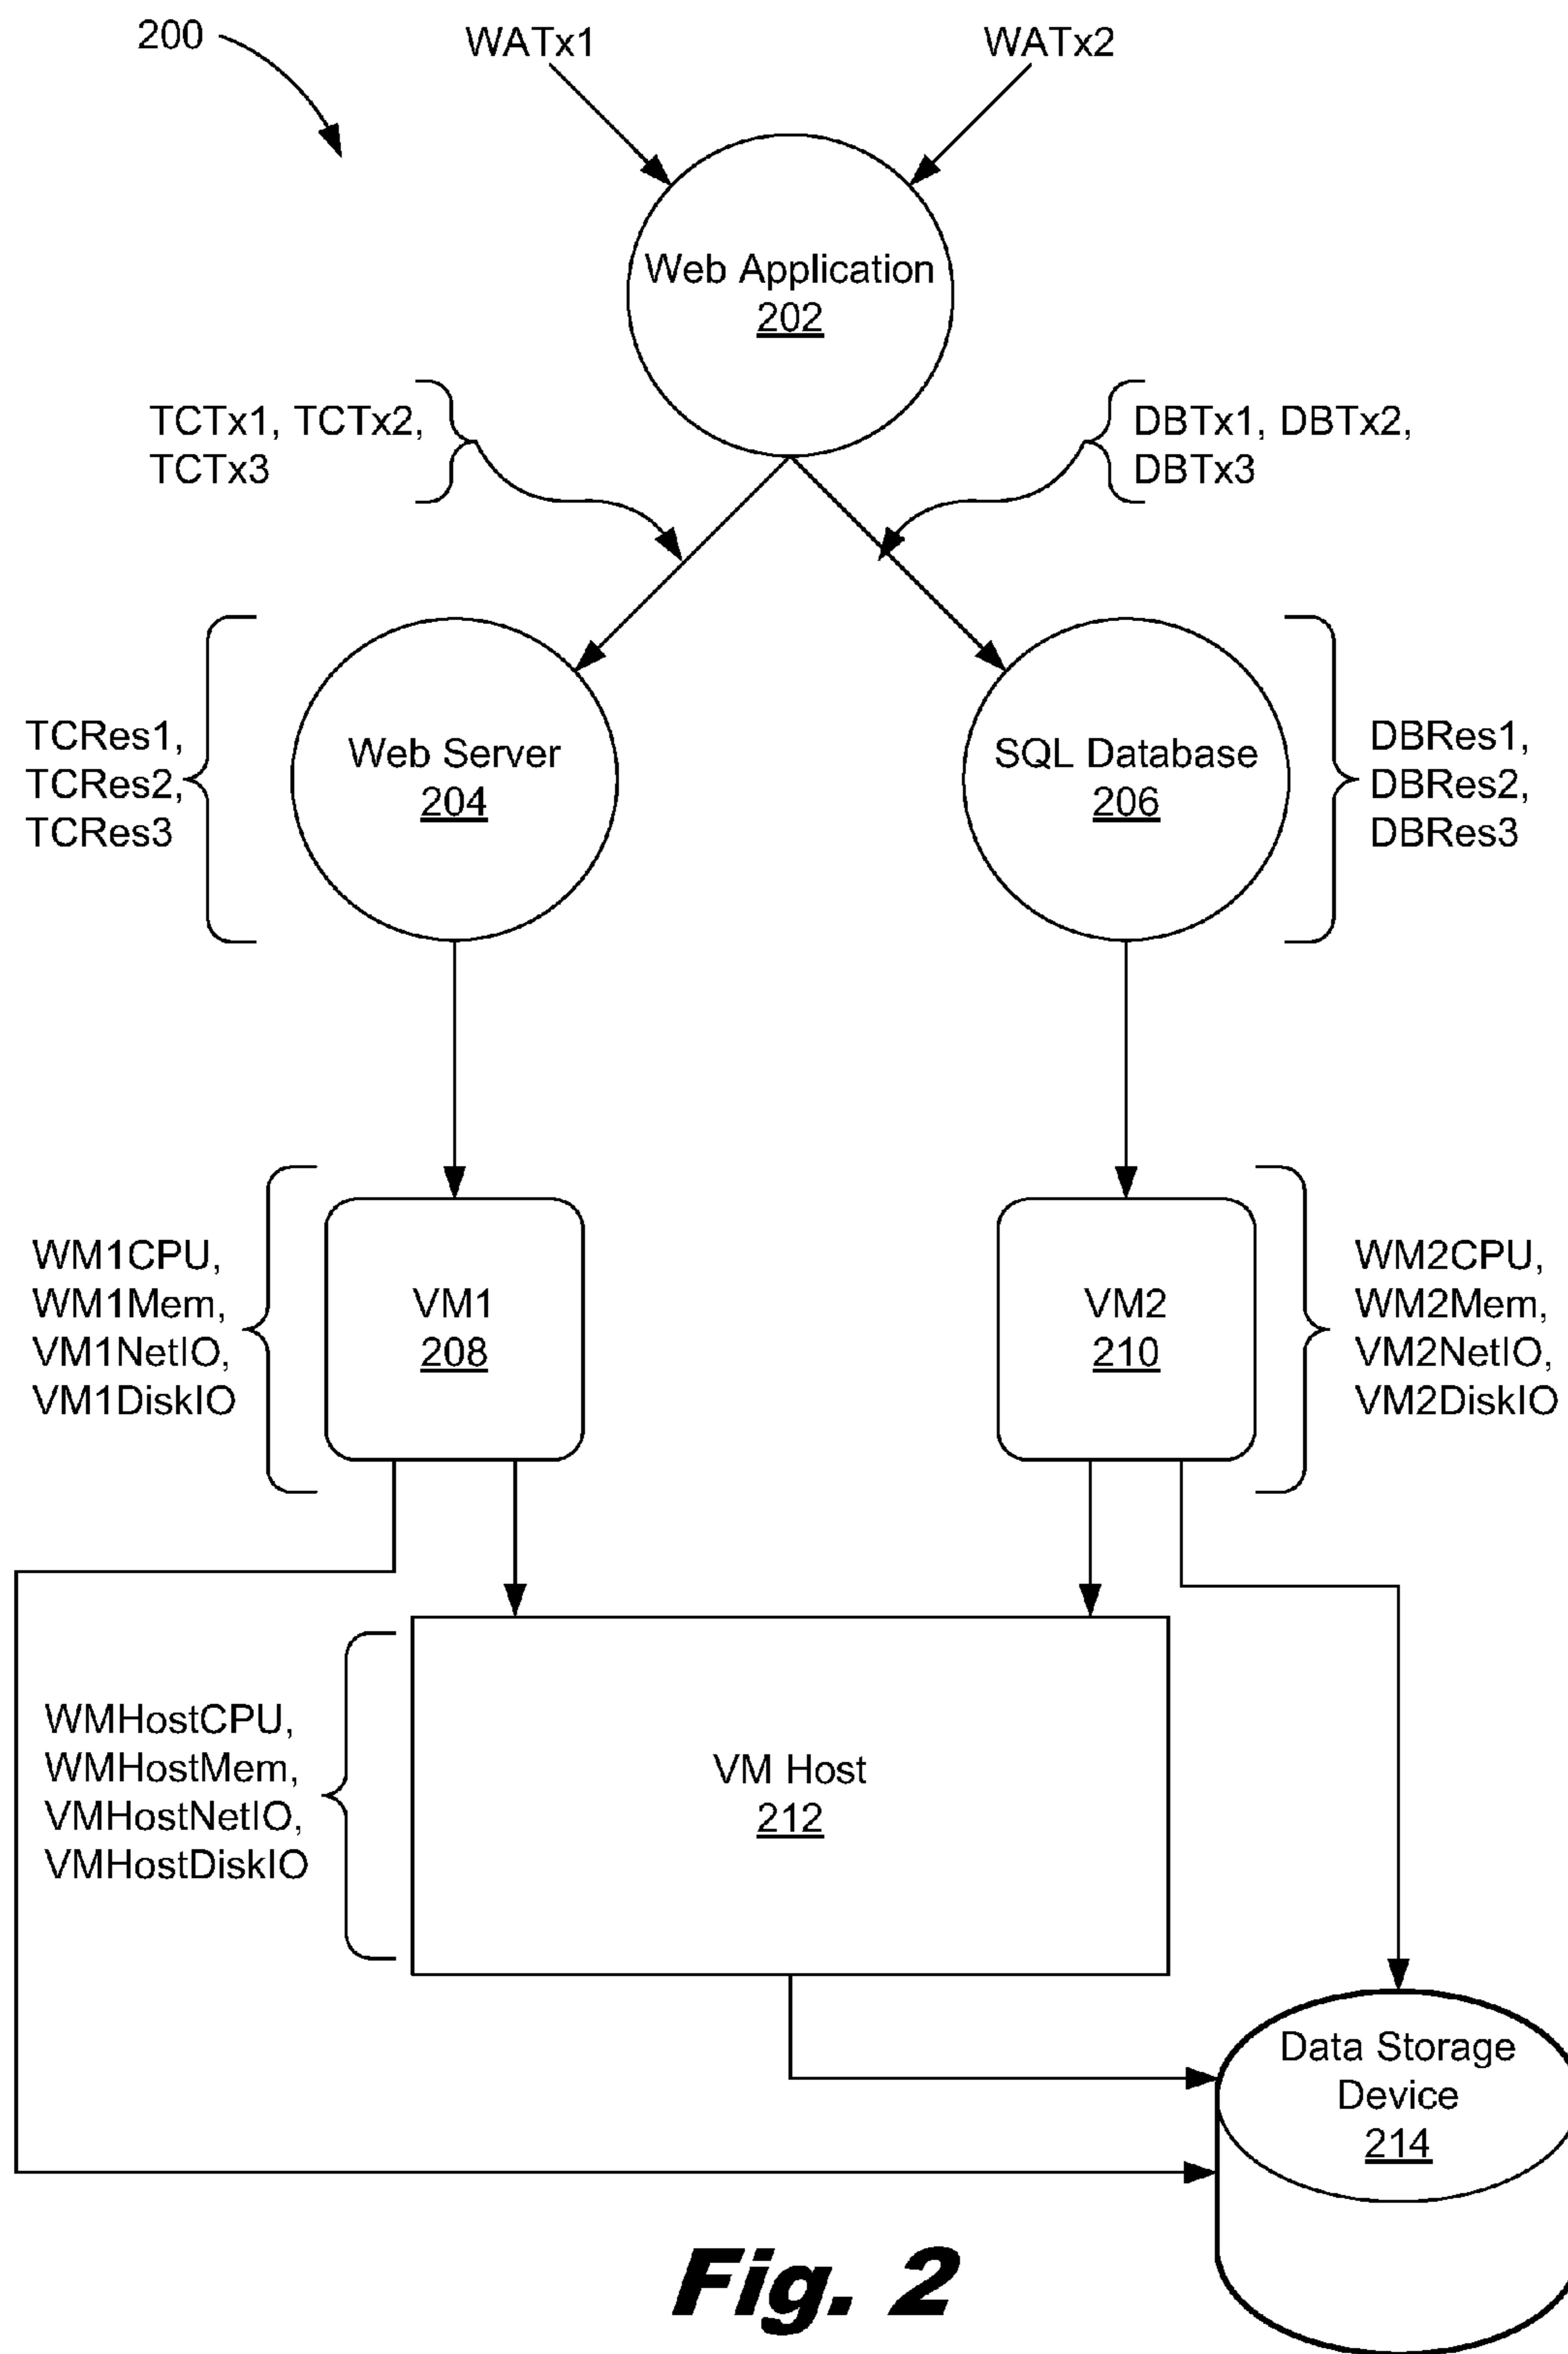 200
WATx1
WATx2
Web Application
202
TCTx1, TCTx2,
TCTx3
DBTx1, DBTx2,
DBTx3
TCRes1,
TCRes2,
TCRes3
Web Server
204
SQL Database
206
DBRes1,
DBRes2,
DBRes3
WM1CPU,
WM1Mem,
VM1NetIO,
VM1DiskIO
VM1
208
VM2
210
WM2CPU,
WM2Mem,
VM2NetIO,
VM2DiskIO
WMHostCPU,
WMHostMem,
VMHostNetIO,
VMHostDiskIO
VM Host
212
Data Storage
Device
214
Fig. 2